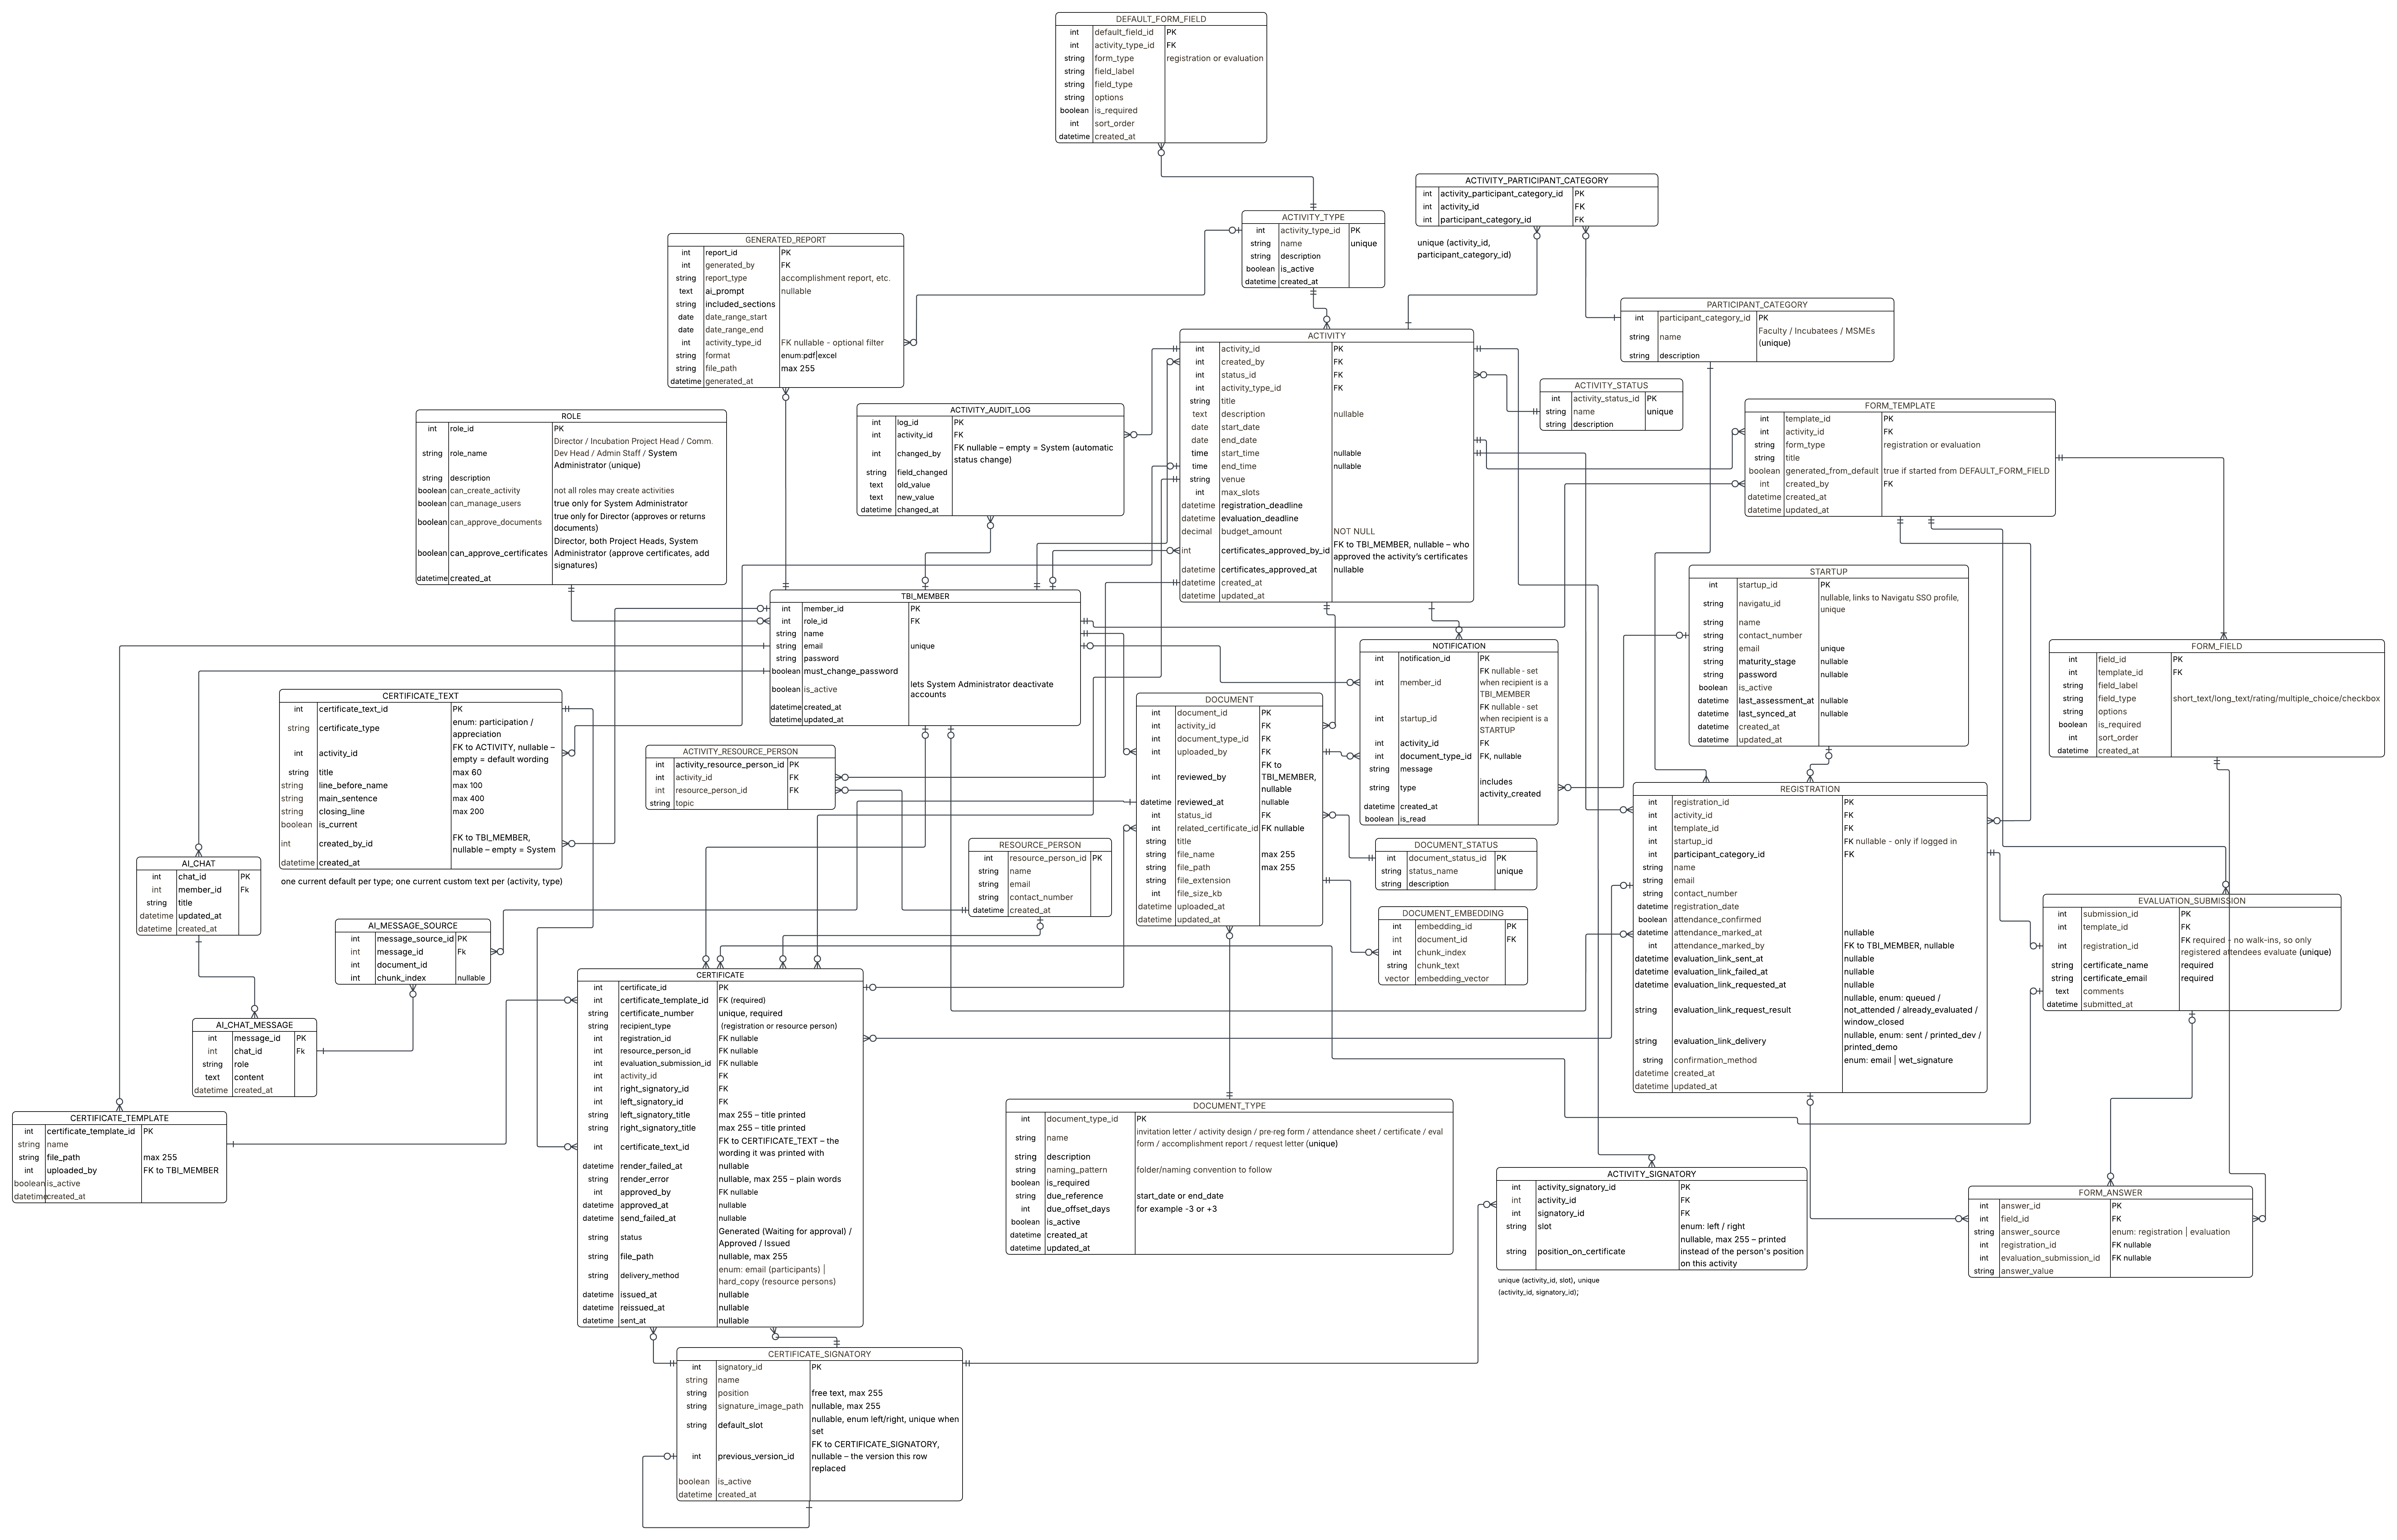 DEFAULT_FORM_FIELD
int default_field_id PK
int activity_type_id FK
string form_type registration or evaluation
string field_label
string field_type
string options
boolean is_required
int sort_order
datetime created_at
ACTIVITY_PARTICIPANT_CATEGORY
int activity_participant_category_id PK
int activity_id FK
int participant_category_id FK
unique (activity_id,
participant_category_id)
ACTIVITY_TYPE
int activity_type_id PK
string name unique
string description
boolean is_active
datetime created_at
GENERATED_REPORT
int report_id PK
int generated_by FK
string report_type accomplishment report, etc.
text ai_prompt nullable
string included_sections
date date_range_start
date date_range_end
int activity_type_id FK nullable - optional filter
string format enum:pdf|excel
string file_path max 255
datetime generated_at
PARTICIPANT_CATEGORY
int participant_category_id PK
string name Faculty / Incubatees / MSMEs
(unique)
string description
ACTIVITY
int activity_id PK
int created_by FK
int status_id FK
int activity_type_id FK
string title
text description nullable
date start_date
date end_date
time start_time nullable
time end_time nullable
string venue
int max_slots
datetime registration_deadline
datetime evaluation_deadline
decimal budget_amount NOT NULL
int certificates_approved_by_id FK to TBI_MEMBER, nullable – who
approved the activity's certificates
datetime certificates_approved_at nullable
datetime created_at
datetime updated_at
ACTIVITY_STATUS
int activity_status_id PK
string name unique
string description
FORM_TEMPLATE
int template_id PK
int activity_id FK
string form_type registration or evaluation
string title
boolean generated_from_default true if started from DEFAULT_FORM_FIELD
int created_by FK
datetime created_at
datetime updated_at
ROLE
int role_id PK
string role_name Director / Incubation Project Head / Comm.
Dev Head / Admin Staff / System
Administrator (unique)
string description
boolean can_create_activity not all roles may create activities
boolean can_manage_users true only for System Administrator
boolean can_approve_documents true only for Director (approves or returns
documents)
boolean can_approve_certificates Director, both Project Heads, System
Administrator (approve certificates, add
signatures)
datetime created_at
ACTIVITY_AUDIT_LOG
int log_id PK
int activity_id FK
int changed_by FK nullable – empty = System (automatic
status change)
string field_changed
text old_value
text new_value
datetime changed_at
TBI_MEMBER
int member_id PK
int role_id FK
string name
string email unique
string password
boolean must_change_password
boolean is_active lets System Administrator deactivate
accounts
datetime created_at
datetime updated_at
STARTUP
int startup_id PK
string navigatu_id nullable, links to Navigatu SSO profile,
unique
string name
string contact_number
string email unique
string maturity_stage nullable
string password nullable
boolean is_active
datetime last_assessment_at nullable
datetime last_synced_at nullable
datetime created_at
datetime updated_at
NOTIFICATION
int notification_id PK
int member_id FK nullable - set
when recipient is a
TBI_MEMBER
int startup_id FK nullable - set
when recipient is a
STARTUP
int activity_id FK
int document_type_id FK, nullable
string message
string type includes
activity_created
datetime created_at
boolean is_read
FORM_FIELD
int field_id PK
int template_id FK
string field_label
string field_type short_text/long_text/rating/multiple_choice/checkbox
string options
boolean is_required
int sort_order
datetime created_at
CERTIFICATE_TEXT
int certificate_text_id PK
string certificate_type enum: participation /
appreciation
int activity_id FK to ACTIVITY, nullable –
empty = default wording
string title max 60
string line_before_name max 100
string main_sentence max 400
string closing_line max 200
boolean is_current
int created_by_id FK to TBI_MEMBER,
nullable – empty = System
datetime created_at
one current default per type; one current custom text per (activity, type)
DOCUMENT
int document_id PK
int activity_id FK
int document_type_id FK
int uploaded_by FK
int reviewed_by FK to
TBI_MEMBER,
nullable
datetime reviewed_at nullable
int status_id FK
int related_certificate_id FK nullable
string title
string file_name max 255
string file_path max 255
string file_extension
int file_size_kb
datetime uploaded_at
datetime updated_at
ACTIVITY_RESOURCE_PERSON
int activity_resource_person_id PK
int activity_id FK
int resource_person_id FK
string topic
RESOURCE_PERSON
int resource_person_id PK
string name
string email
string contact_number
datetime created_at
DOCUMENT_STATUS
int document_status_id PK
string status_name unique
string description
DOCUMENT_EMBEDDING
int embedding_id PK
int document_id FK
int chunk_index
string chunk_text
vector embedding_vector
REGISTRATION
int registration_id PK
int activity_id FK
int template_id FK
int startup_id FK nullable - only if logged in
int participant_category_id FK
string name
string email
string contact_number
datetime registration_date
boolean attendance_confirmed
datetime attendance_marked_at nullable
int attendance_marked_by FK to TBI_MEMBER, nullable
datetime evaluation_link_sent_at nullable
datetime evaluation_link_failed_at nullable
datetime evaluation_link_requested_at nullable
string evaluation_link_request_result nullable, enum: queued /
not_attended / already_evaluated /
window_closed
string evaluation_link_delivery nullable, enum: sent / printed_dev /
printed_demo
string confirmation_method enum: email | wet_signature
datetime created_at
datetime updated_at
EVALUATION_SUBMISSION
int submission_id PK
int template_id FK
int registration_id FK required - no walk-ins, so only
registered attendees evaluate (unique)
string certificate_name required
string certificate_email required
text comments
datetime submitted_at
AI_CHAT
int chat_id PK
int member_id Fk
string title
datetime updated_at
datetime created_at
AI_MESSAGE_SOURCE
int message_source_id PK
int message_id Fk
int document_id
int chunk_index nullable
AI_CHAT_MESSAGE
int message_id PK
int chat_id Fk
string role
text content
datetime created_at
CERTIFICATE_TEMPLATE
int certificate_template_id PK
string name
string file_path max 255
int uploaded_by FK to TBI_MEMBER
boolean is_active
datetime created_at
CERTIFICATE
int certificate_id PK
int certificate_template_id FK (required)
string certificate_number unique, required
string recipient_type (registration or resource person)
int registration_id FK nullable
int resource_person_id FK nullable
int evaluation_submission_id FK nullable
int activity_id FK
int right_signatory_id FK
int left_signatory_id FK
string left_signatory_title max 255 – title printed
string right_signatory_title max 255 – title printed
int certificate_text_id FK to CERTIFICATE_TEXT – the
wording it was printed with
datetime render_failed_at nullable
string render_error nullable, max 255 – plain words
int approved_by FK nullable
datetime approved_at nullable
datetime send_failed_at nullable
string status Generated (Waiting for approval) /
Approved / Issued
string file_path nullable, max 255
string delivery_method enum: email (participants) |
hard_copy (resource persons)
datetime issued_at nullable
datetime reissued_at nullable
datetime sent_at nullable
DOCUMENT_TYPE
int document_type_id PK
string name invitation letter / activity design / pre-reg form / attendance sheet / certificate / eval
form / accomplishment report / request letter (unique)
string description
string naming_pattern folder/naming convention to follow
boolean is_required
string due_reference start_date or end_date
int due_offset_days for example -3 or +3
boolean is_active
datetime created_at
datetime updated_at
ACTIVITY_SIGNATORY
int activity_signatory_id PK
int activity_id FK
int signatory_id FK
string slot enum: left / right
string position_on_certificate nullable, max 255 – printed
instead of the person's position
on this activity
unique (activity_id, slot), unique
(activity_id, signatory_id);
FORM_ANSWER
int answer_id PK
int field_id FK
string answer_source enum: registration | evaluation
int registration_id FK nullable
int evaluation_submission_id FK nullable
string answer_value
CERTIFICATE_SIGNATORY
int signatory_id PK
string name
string position free text, max 255
string signature_image_path nullable, max 255
string default_slot nullable, enum left/right, unique when
set
int previous_version_id FK to CERTIFICATE_SIGNATORY,
nullable – the version this row
replaced
boolean is_active
datetime created_at